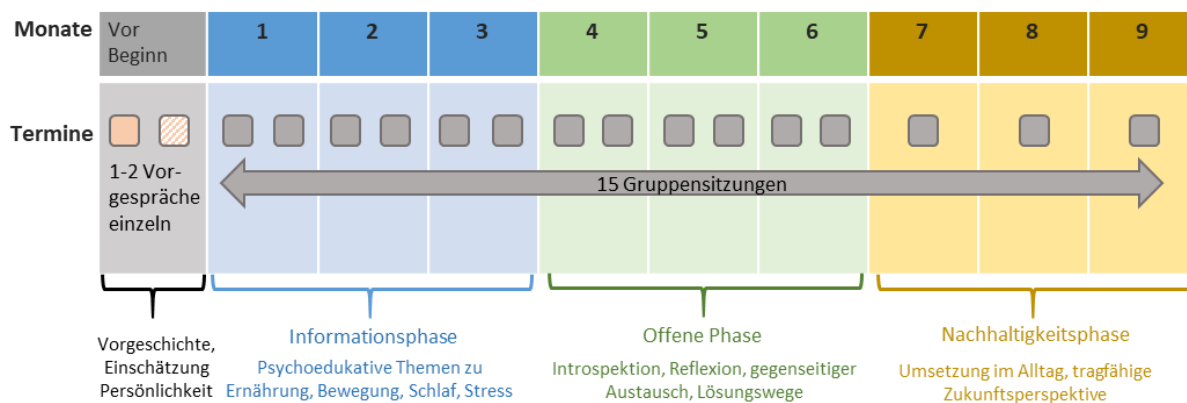 Monate
Vor
Beginn
1
2
3
4
5
6
7
8
9
Termine
1-2 Vor-
gespräche
einzeln
15 Gruppensitzungen
Vorgeschichte,
Einschätzung
Persönlichkeit
Informationsphase
Psychoedukative Themen zu
Ernährung, Bewegung, Schlaf, Stress
Offene Phase
Introspektion, Reflexion, gegenseitiger
Austausch, Lösungswege
Nachhaltigkeitsphase
Umsetzung im Alltag, tragfähige
Zukunftsperspektive